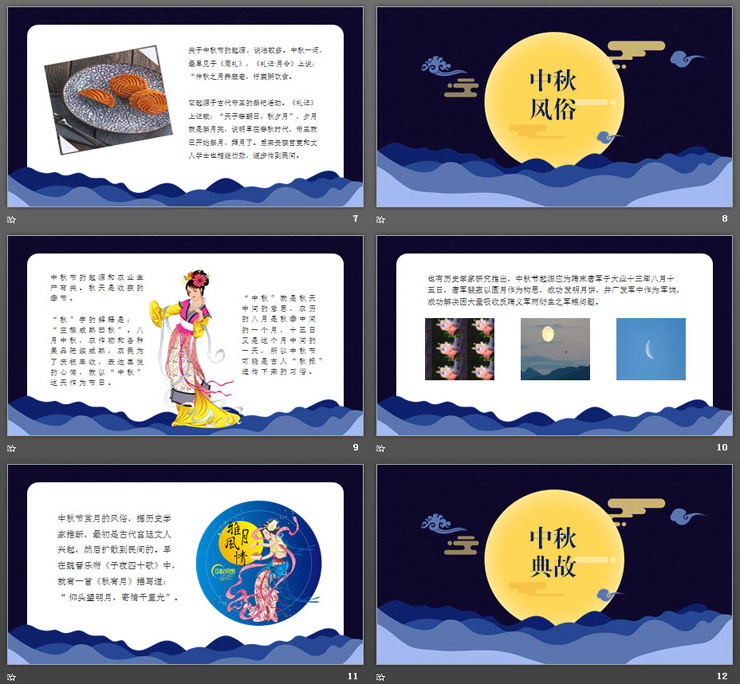 关于中秋节的起源，说法较多。中秋一词，
最早见于《周礼》，《礼记·月令》上说：
“仲秋之月养衰老，行糜粥饮食。
它起源于古代帝王的祭祀活动。《礼记》
上记载：“天子春朝日，秋夕月”，夕月
就是祭月亮，说明早在春秋时代，帝王就
已开始祭月、拜月了。后来贵族官吏和文
人学士也相继仿效，逐步传到民间。
7
中秋
风俗
8
中秋节的起源和农业生
产有关。秋天是收获的
季节。
“秋”字的解释是：
“庄稼成熟曰秋”。八
月中秋，农作物和各种
果品陆续成熟，农民为
了庆祝丰收，表达喜悦
的心情，就以“中秋”
这天作为节日。
“中秋”就是秋天
中间的意思，农历
的八月是秋季中间
的一个月，十五日
又是这个月中间的
一天，所以中秋节
可能是古人“秋报”
遗传下来的习俗。
9
也有历史学家研究指出，中秋节起源应为隋末唐军于大业十三年八月十
五日，唐军裴寂以圆月作为构思，成功发明月饼，并广发军中作为军饷，
成功解决因大量吸收反隋义军而衍生之军粮问题。
10
中秋节赏月的风俗，据历史学
家推断，最初是古代宫廷文人
兴起，然后扩散到民间的。早
在魏晋乐府《子夜四十歌》中，
就有一首《秋有月》描写道：
“ 仰头望明月，寄情千里光”。
雅月
風情
11
中秋
典故
12